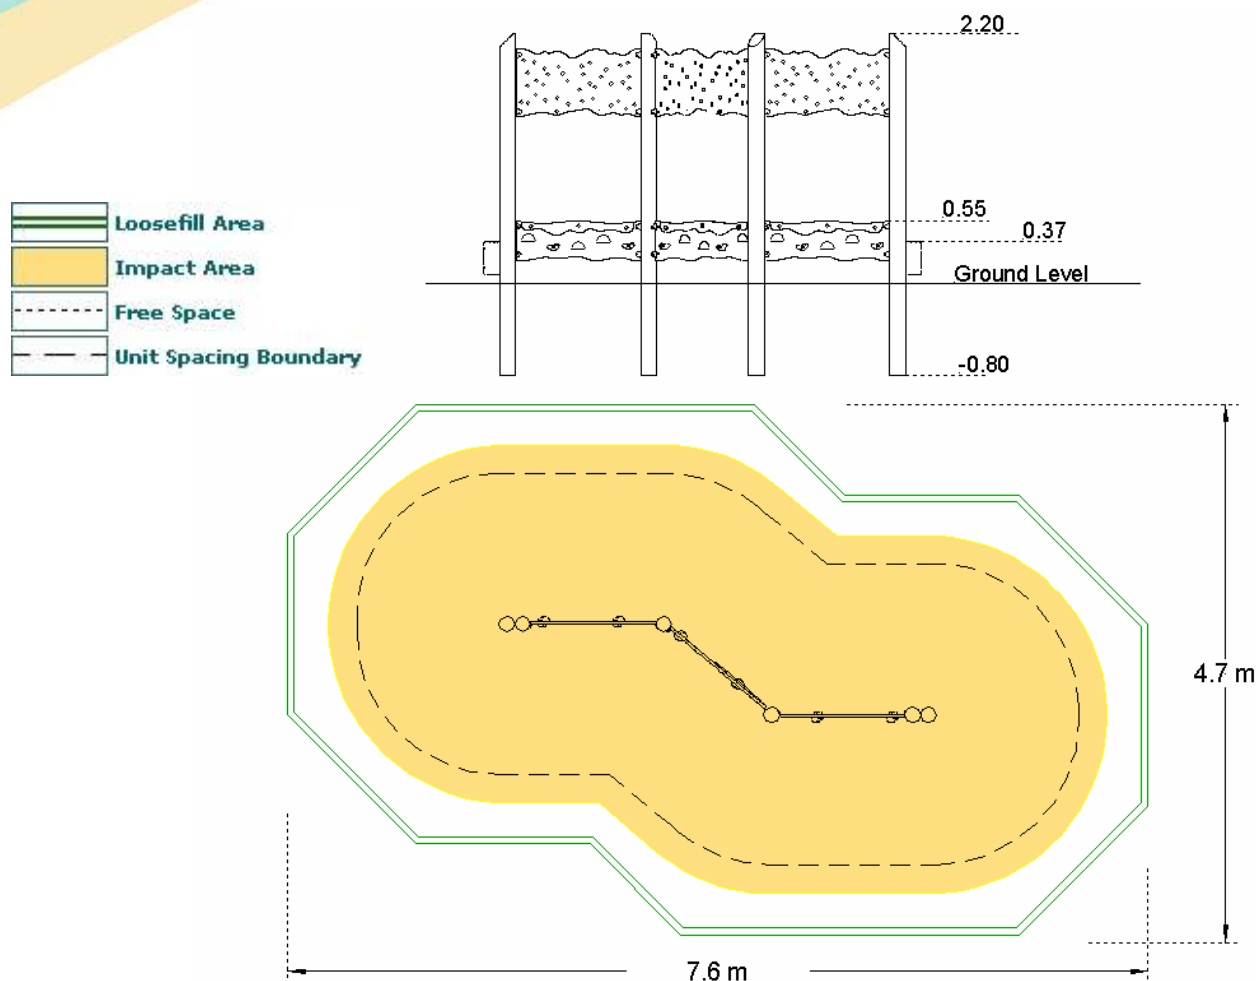 2.20
0.55
0.37
Ground Level
-0.80
Loosefill Area
Impact Area
Free Space
Unit Spacing Boundary
4.7 m
7.6 m